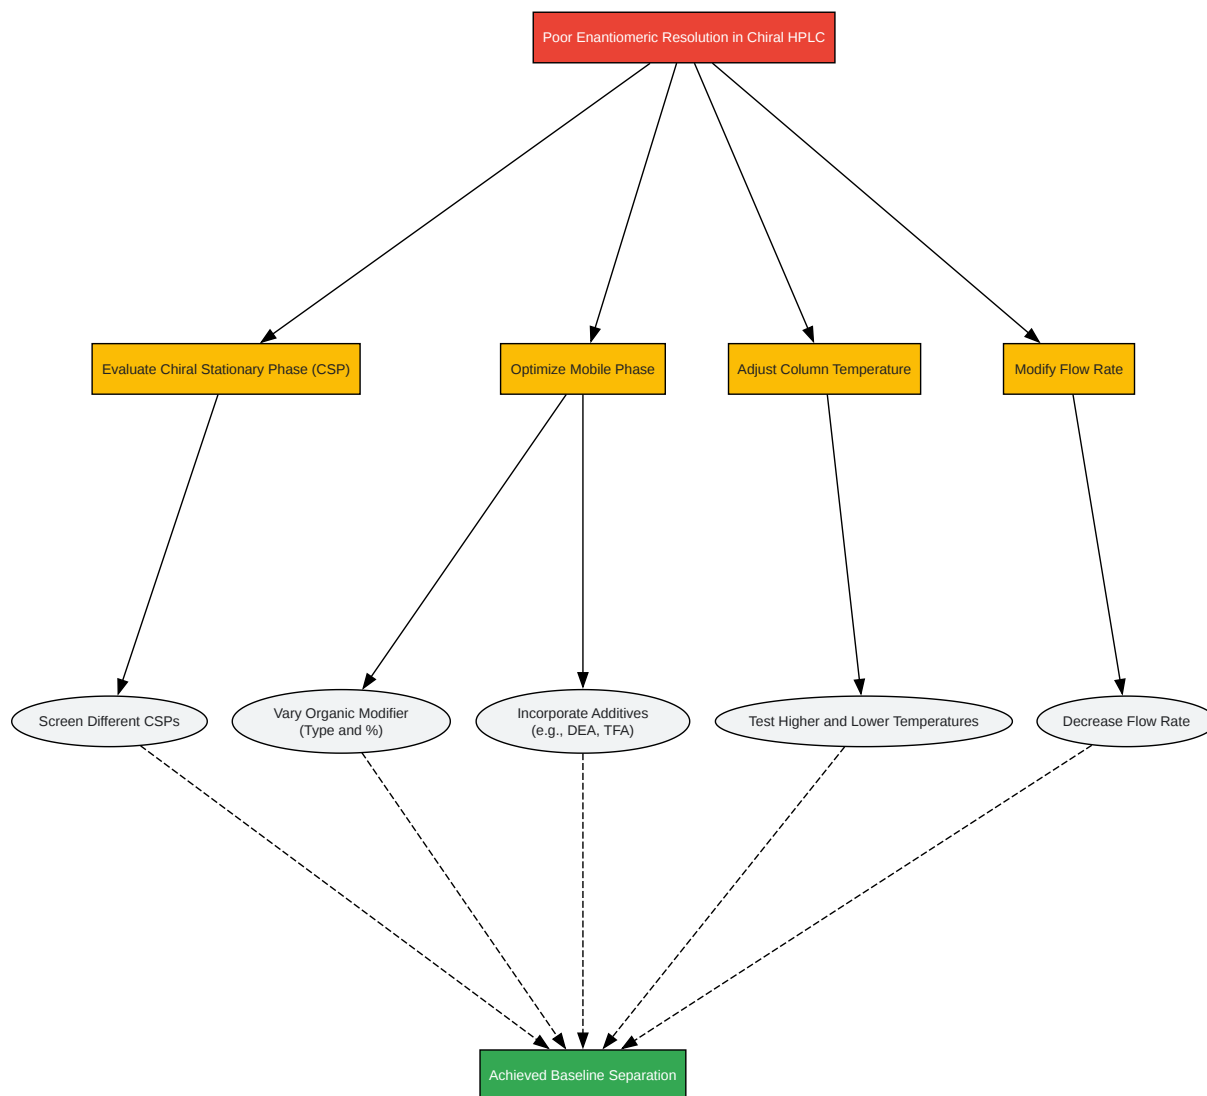 Poor Enantiomeric Resolution in Chiral HPLC
Evaluate Chiral Stationary Phase (CSP)
Optimize Mobile Phase
Adjust Column Temperature
Modify Flow Rate
Screen Different CSPs
Vary Organic Modifier
(Type and %)
Incorporate Additives
(e.g., DEA, TFA)
Test Higher and Lower Temperatures
Decrease Flow Rate
Achieved Baseline Separation